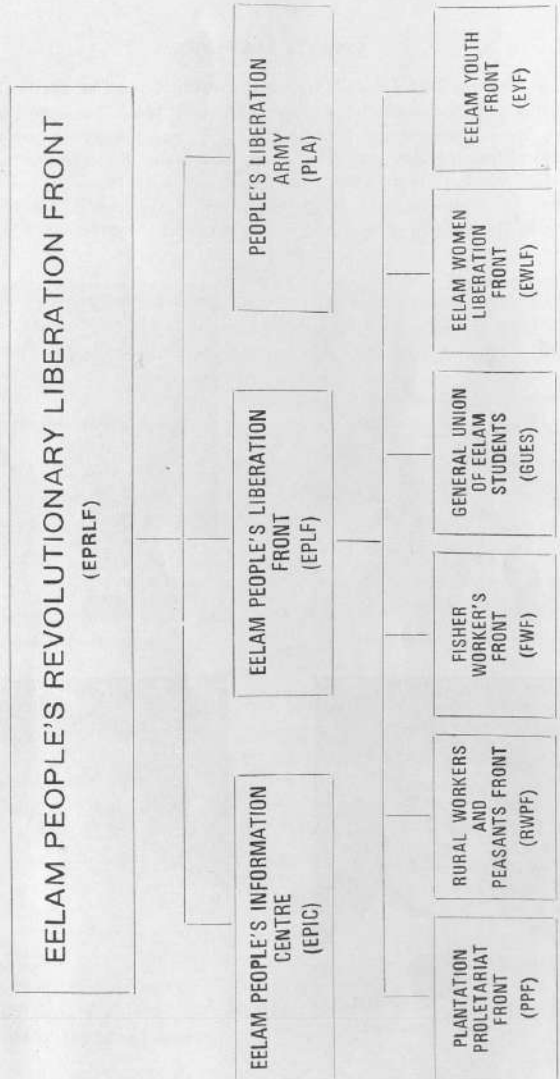 EELAM PEOPLE'S REVOLUTIONARY LIBERATION FRONT
(EPRLF)
EELAM PEOPLE'S INFORMATION
CENTRE
(EPIC)
EELAM PEOPLE'S LIBERATION
FRONT
(EPLF)
PEOPLE'S LIBERATION
ARMY
(PLA)
PLANTATION
PROLETARIAT
FRONT
(PPF)
RURAL WORKERS
AND
PEASANTS FRONT
(RWPF)
FISHER
WORKER'S
FRONT
(FWF)
GENERAL UNION
OF EELAM
STUDENTS
(GUES)
EELAM WOMEN
LIBERATION
FRONT
(EWLF)
EELAM YOUTH
FRONT
(EYF)